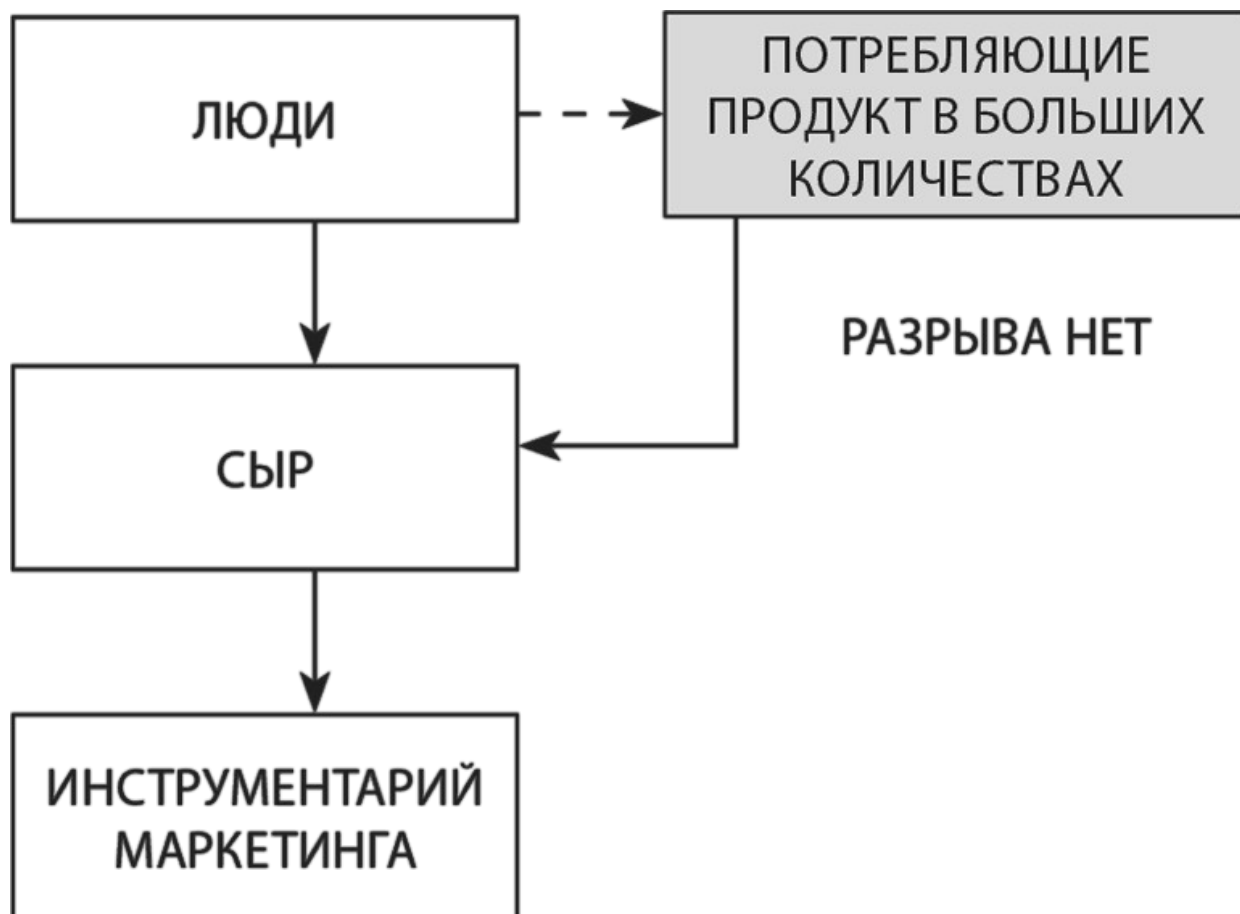 ЛЮДИ
ПОТРЕБЛЯЮЩИЕ
ПРОДУКТ В БОЛЬШИХ
КОЛИЧЕСТВАХ
РАЗРЫВА НЕТ
СЫР
ИНСТРУМЕНТАРИЙ
МАРКЕТИНГА